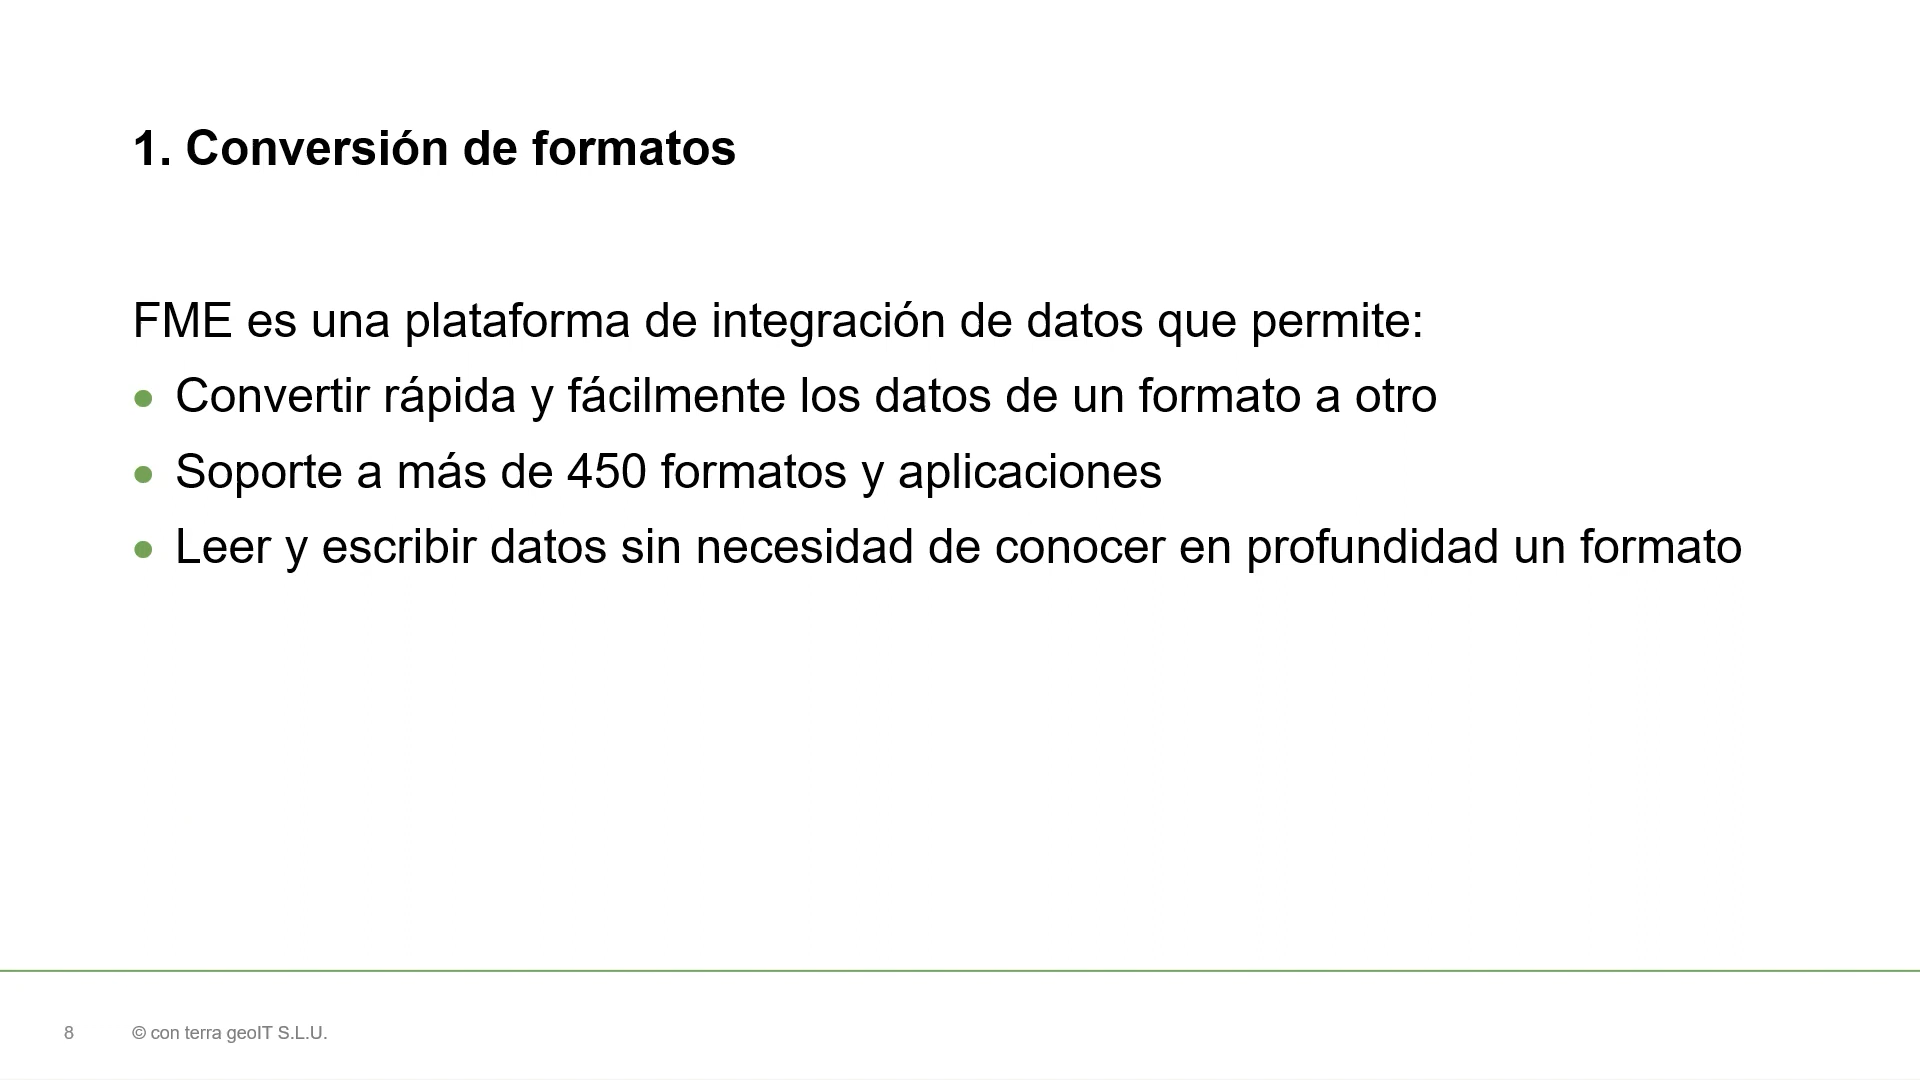 1. Conversión de formatos
FME es una plataforma de integración de datos que permite:
• Convertir rápida y fácilmente los datos de un formato a otro
• Soporte a más de 450 formatos y aplicaciones
• Leer y escribir datos sin necesidad de conocer en profundidad un formato
8 © con terra geoIT S.L.U.